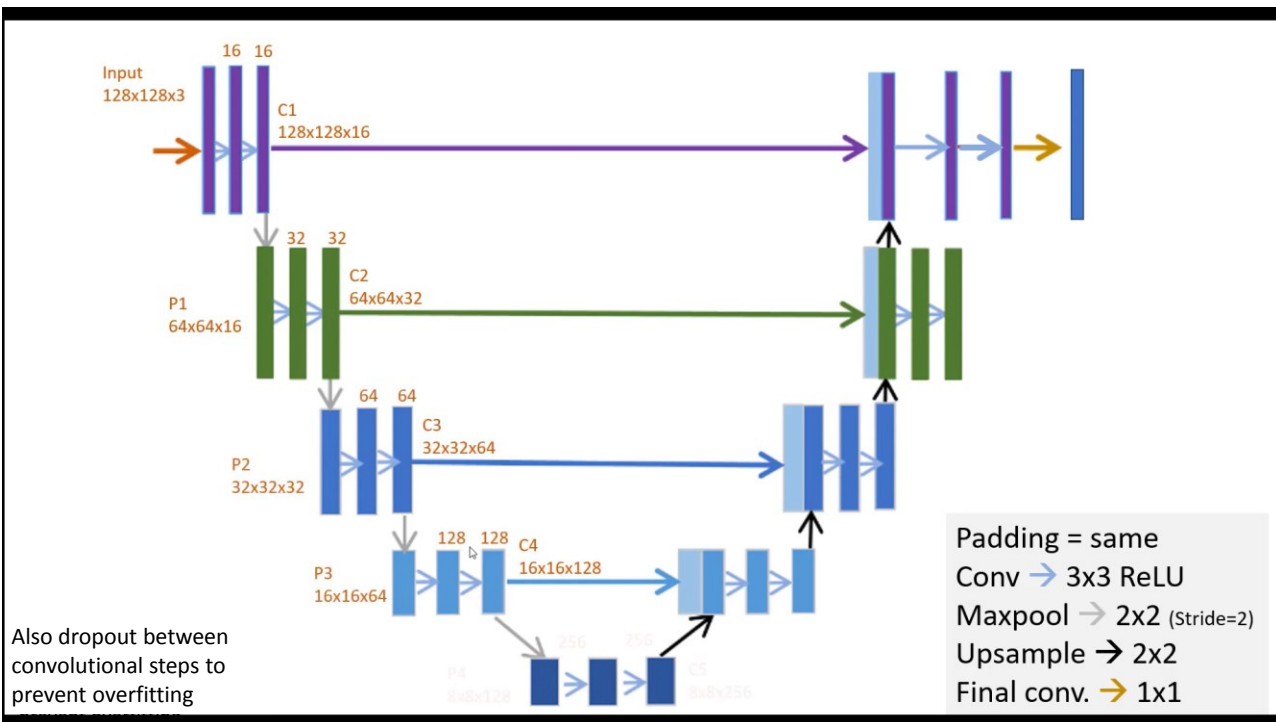 16 16
Input
128x128x3
C1
128x128x16
32 32
C2
64x64x32
P1
64x64x16
64 64
C3
32x32x64
P2
32x32x32
128 128
C4
16x16x128
P3
16x16x64
256 256
P4
8x8x128
C5
8x8x256
Also dropout between
convolutional steps to
prevent overfitting
Padding = same
Conv → 3x3 ReLU
Maxpool → 2x2 (Stride=2)
Upsample → 2x2
Final conv. → 1x1